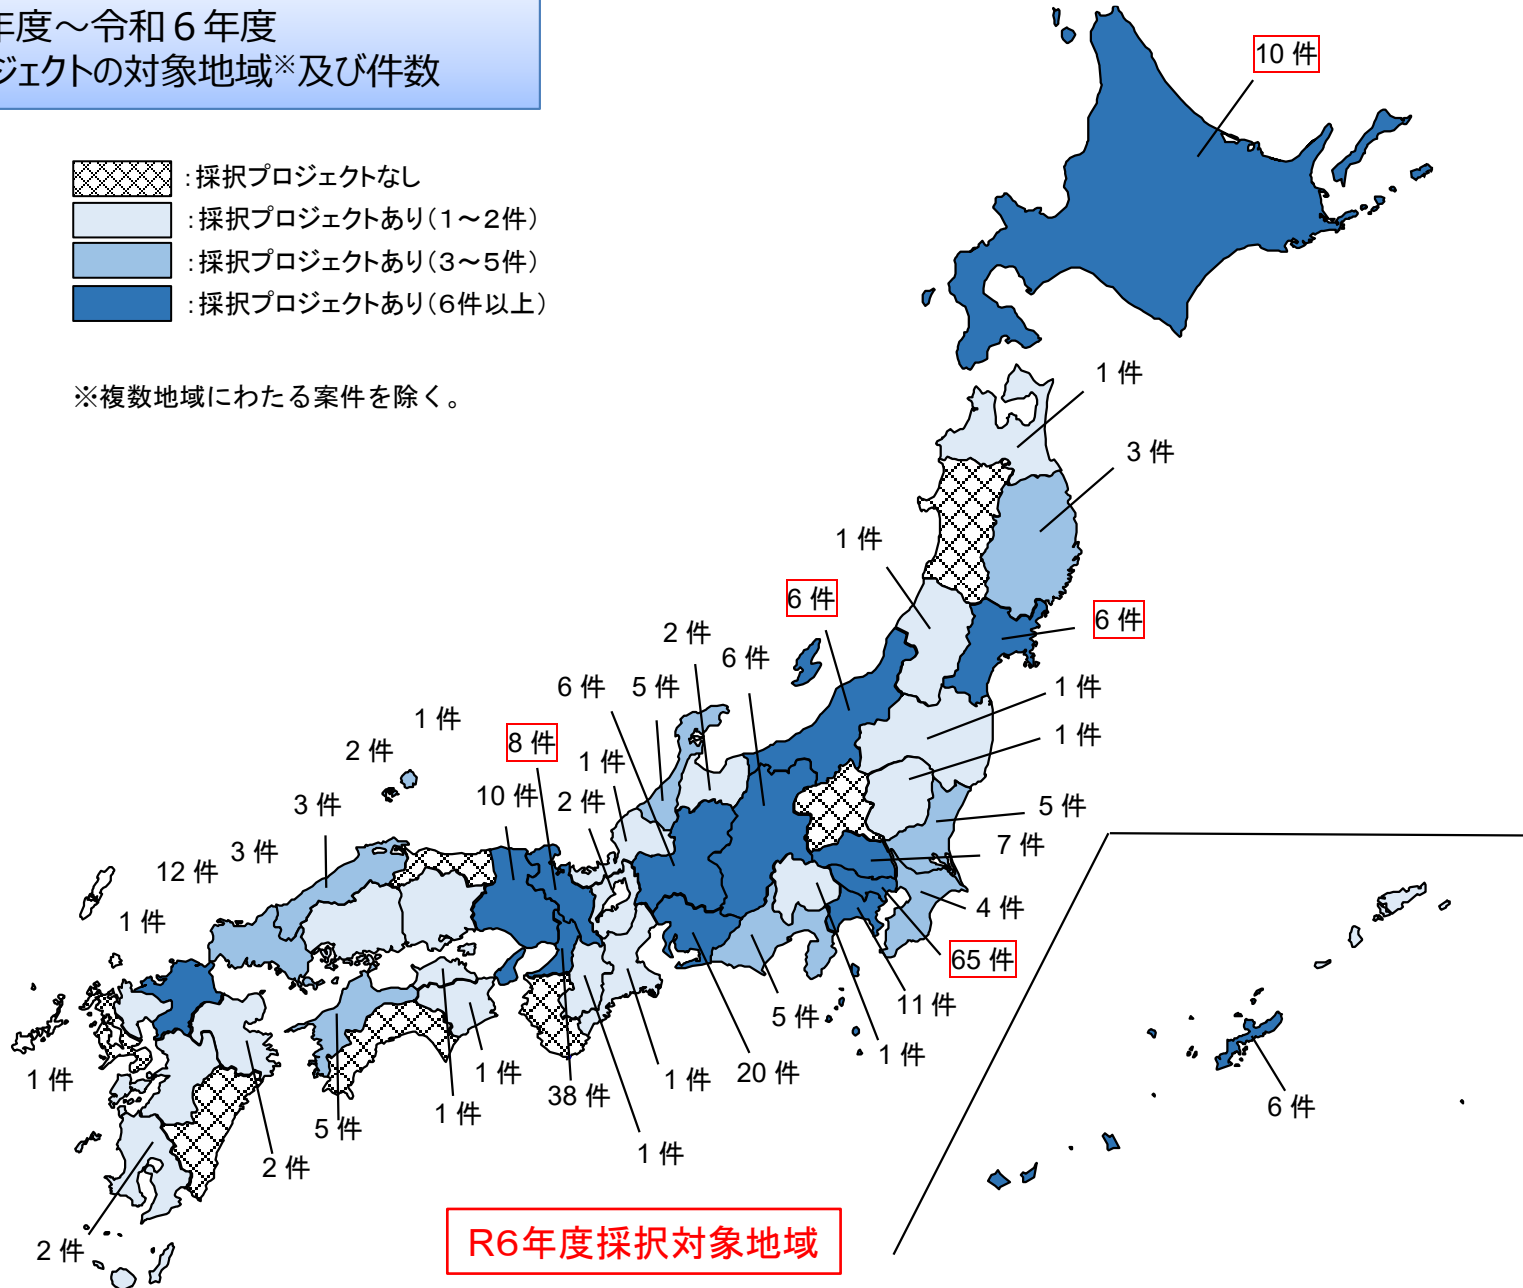 年度～令和６年度
ジェクトの対象地域※及び件数
：採択プロジェクトなし
：採択プロジェクトあり（１～２件）
：採択プロジェクトあり（３～５件）
：採択プロジェクトあり（６件以上）
※複数地域にわたる案件を除く。
10 件
1 件
3 件
1 件
6 件
6 件
2 件
6 件
6 件
5 件
1 件
1 件
1 件
8 件
2 件
1 件
10 件
2 件
3 件
5 件
7 件
3 件
12 件
1 件
4 件
65 件
11 件
5 件
1 件
20 件
1 件
1 件
38 件
1 件
1 件
5 件
1 件
2 件
2 件
6 件
R6年度採択対象地域